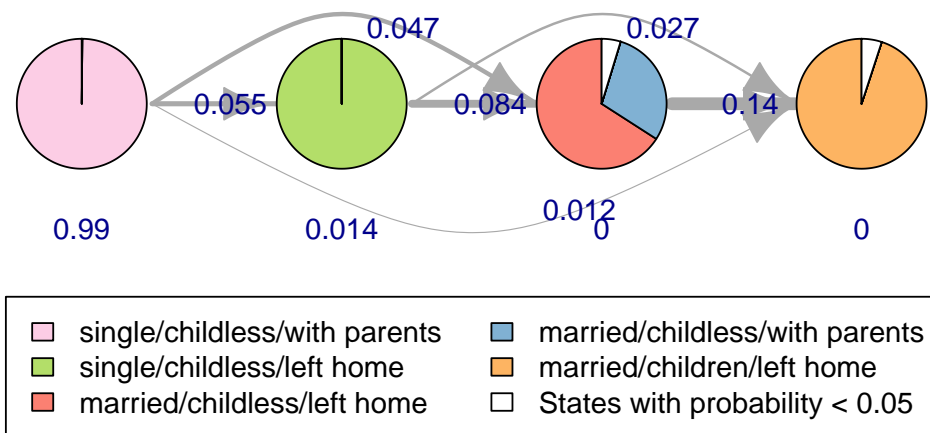 0.047
0.027
0.055
0.084
0.14
0.012
0.99
0.014
0
0
single/childless/with parents
single/childless/left home
married/childless/left home
married/childless/with parents
married/children/left home
States with probability < 0.05